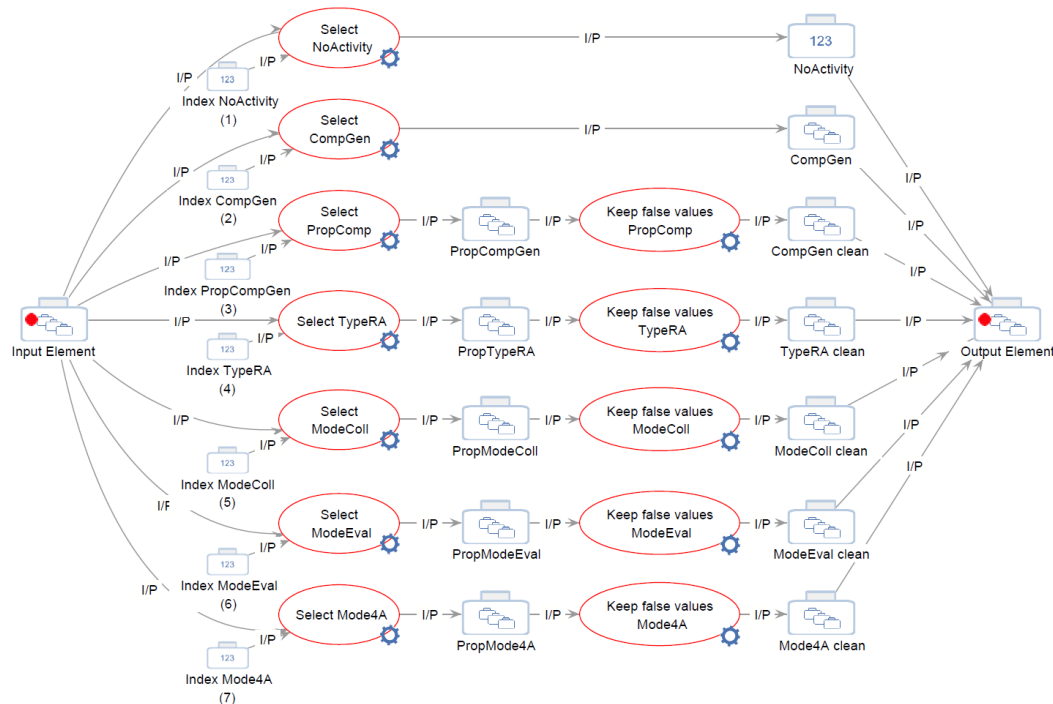 Select
NoActivity
I/P
I/P
123
NoActivity
I/P
I/P
123
Index NoActivity
(1)
Select
CompGen
I/P
CompGen
I/P
I/P
I/P
123
Index CompGen
(2)
I/P
Select
PropComp
I/P
PropCompGen
I/P
Keep false values
PropComp
I/P
CompGen clean
I/P
I/P
I/P
123
Index PropCompGen
(3)
Input Element
I/P
Select TypeRA
I/P
PropTypeRA
I/P
Keep false values
TypeRA
I/P
TypeRA clean
I/P
Output Element
I/P
123
Index TypeRA
(4)
I/P
Select
ModeColl
I/P
PropModeColl
I/P
Keep false values
ModeColl
I/P
ModeColl clean
I/P
I/P
123
Index ModeColl
(5)
I/P
Select
ModeEval
I/P
PropModeEval
I/P
Keep false values
ModeEval
I/P
ModeEval clean
I/P
I/P
123
Index ModeEval
(6)
I/P
Select Mode4A
I/P
PropMode4A
I/P
Keep false values
Mode4A
I/P
Mode4A clean
I/P
I/P
123
Index Mode4A
(7)